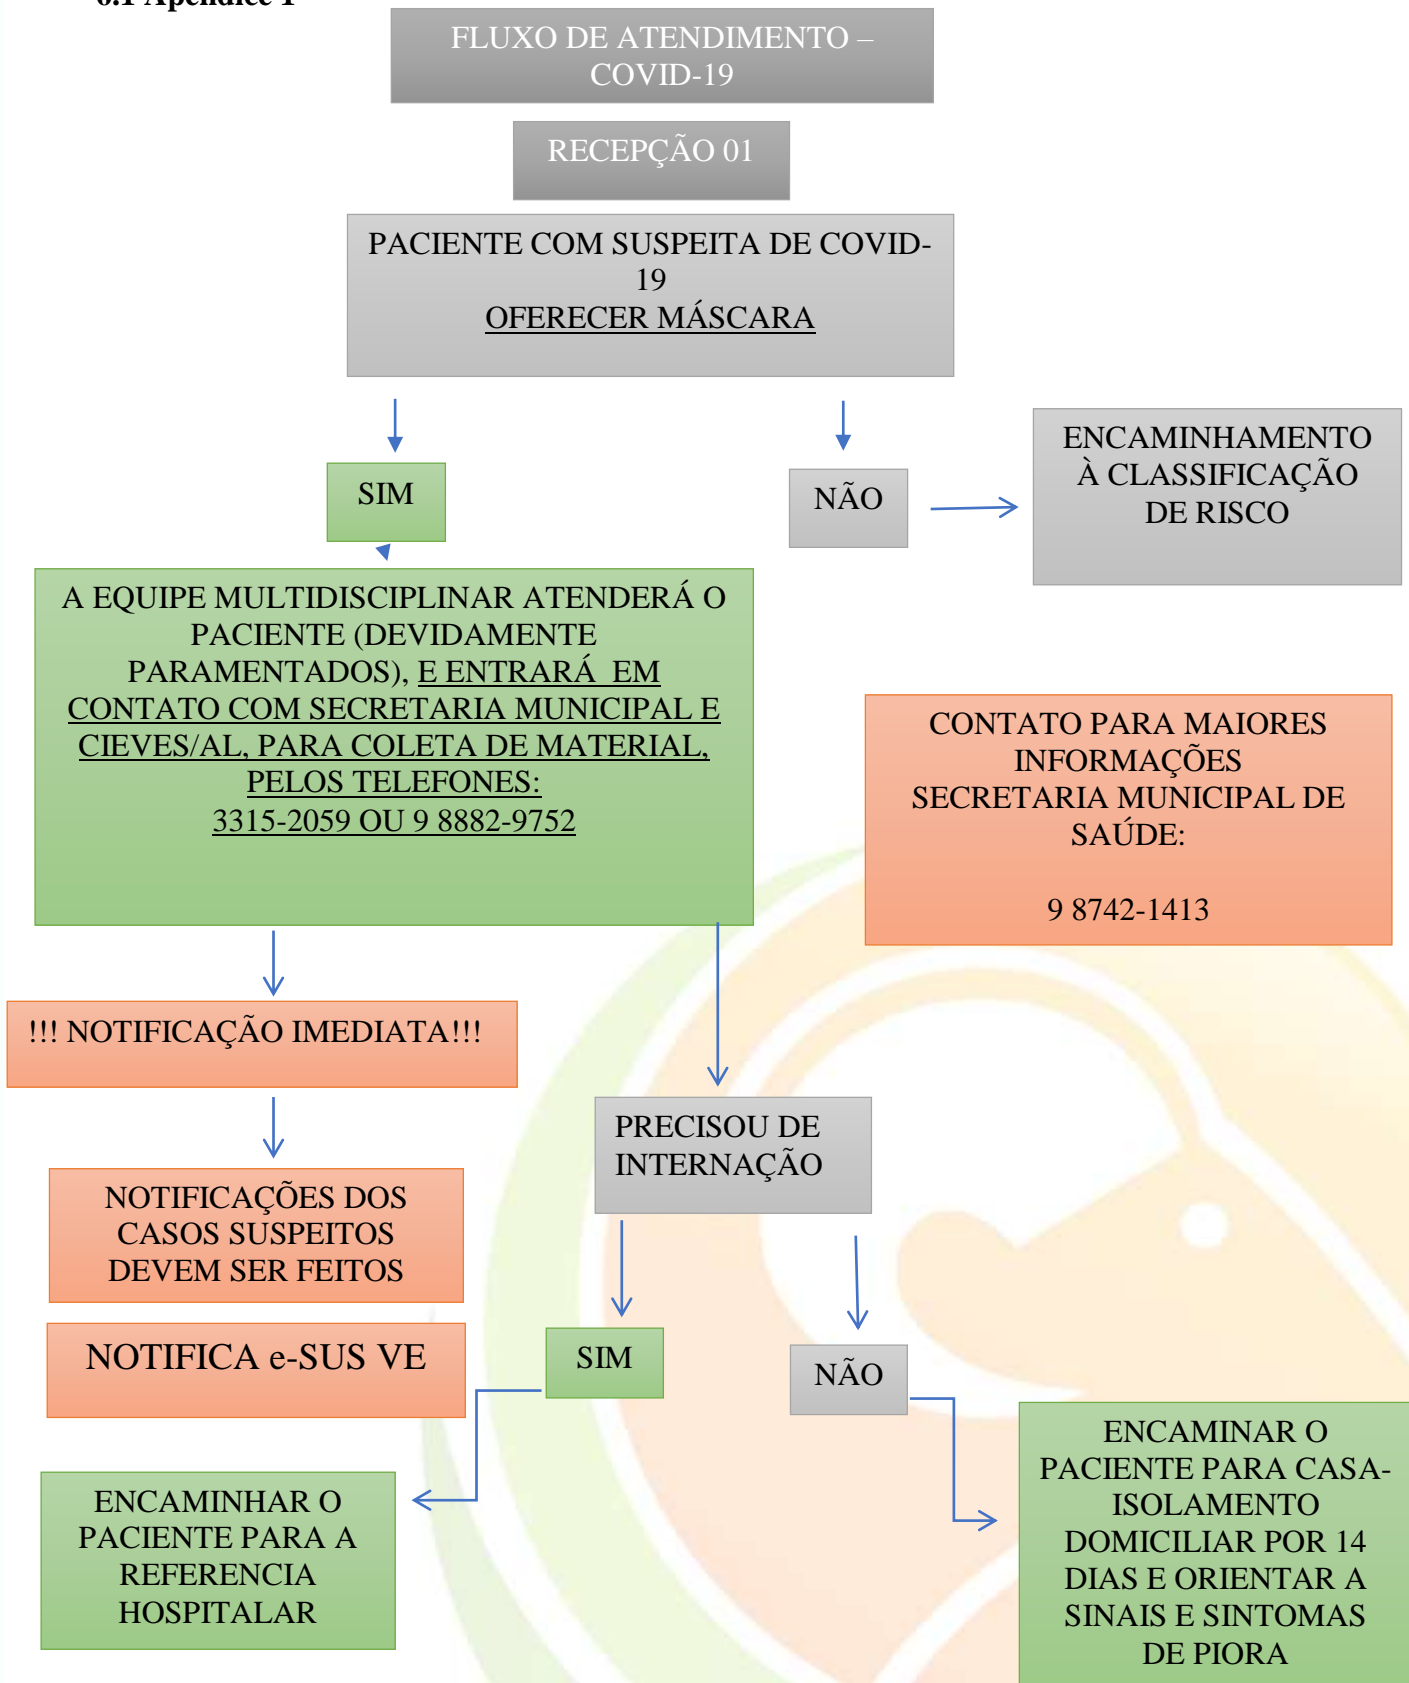 6.1 Apêndice 1
FLUXO DE ATENDIMENTO –
COVID-19
RECEPÇÃO 01
PACIENTE COM SUSPEITA DE COVID-
19
OFERECER MÁSCARA
SIM
NÃO
ENCAMINHAMENTO
À CLASSIFICAÇÃO
DE RISCO
A EQUIPE MULTIDISCIPLINAR ATENDERÁ O
PACIENTE (DEVIDAMENTE
PARAMENTADOS), E ENTRARÁ EM
CONTATO COM SECRETARIA MUNICIPAL E
CIEVES/AL, PARA COLETA DE MATERIAL,
PELOS TELEFONES:
3315-2059 OU 9 8882-9752
CONTATO PARA MAIORES
INFORMAÇÕES
SECRETARIA MUNICIPAL DE
SAÚDE:
9 8742-1413
!!! NOTIFICAÇÃO IMEDIATA!!!
PRECISOU DE
INTERNAÇÃO
NOTIFICAÇÕES DOS
CASOS SUSPEITOS
DEVEM SER FEITOS
NOTIFICA e-SUS VE
SIM
NÃO
ENCAMINHAR O
PACIENTE PARA A
REFERENCIA
HOSPITALAR
ENCAMINAR O
PACIENTE PARA CASA-
ISOLAMENTO
DOMICILIAR POR 14
DIAS E ORIENTAR A
SINAIS E SINTOMAS
DE PIORA